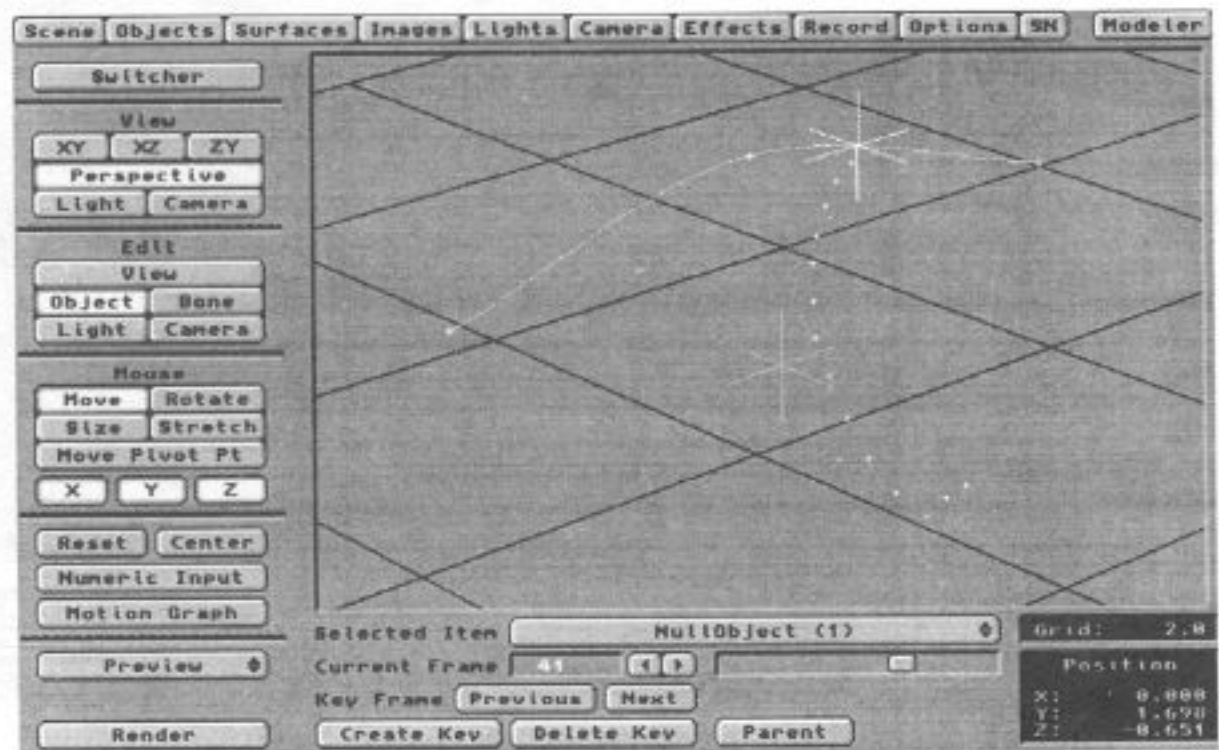 Scene Objects Surfaces Images Lights Camera Effects Record Options SN Modeler
Switcher
View
XY XZ ZY
Perspective
Light Camera
Edit
View
Object Bone
Light Camera
Mouse
Move Rotate
Size Stretch
Move Pivot Pt
X Y Z
Reset Center
Numeric Input
Motion Graph
Preview
Render
Selected Item NullObject (1)
Current Frame 41
Key Frame Previous Next
Create Key Delete Key Parent
Grid: 2.0
Position
X: 0.000
Y: 1.698
Z: -0.651